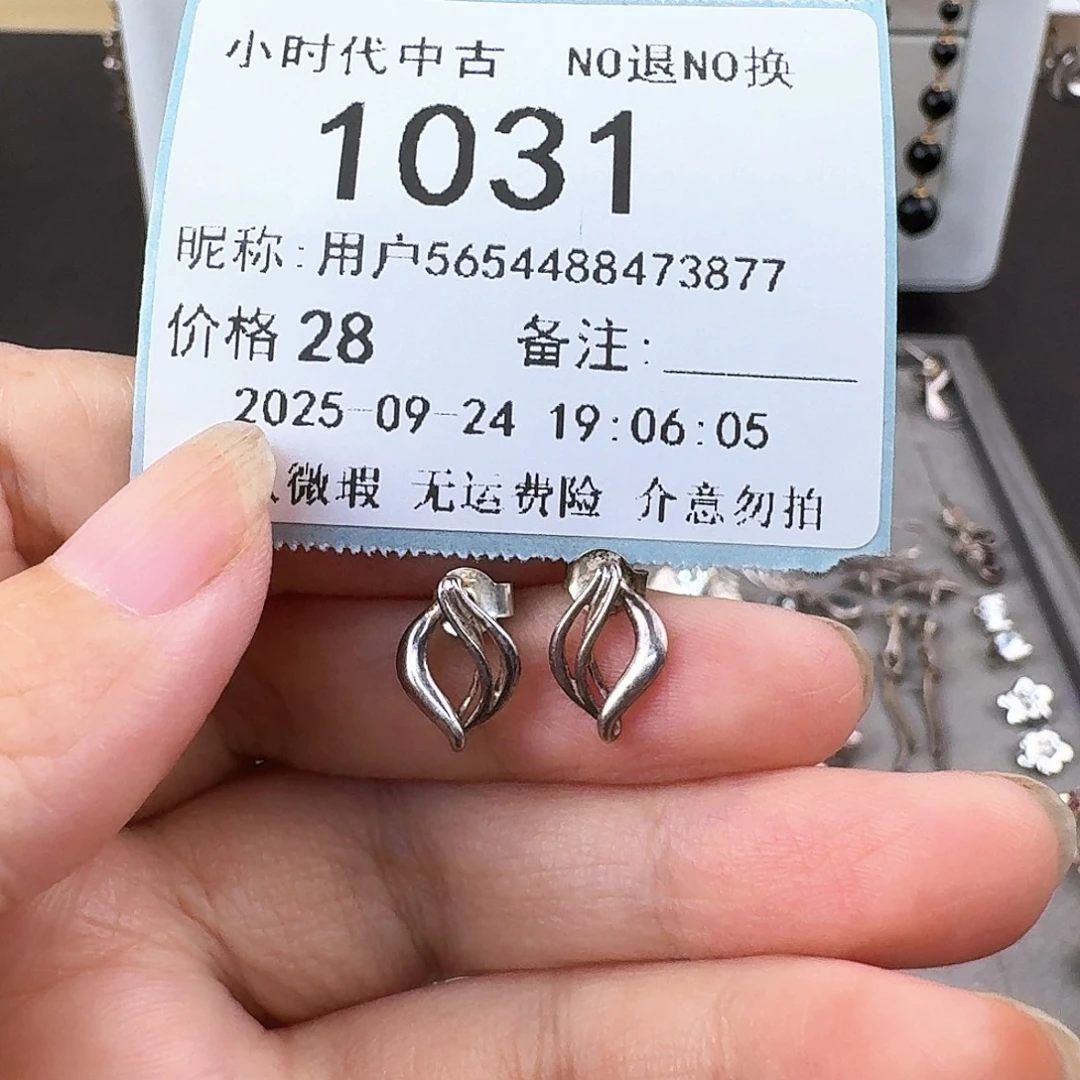 小时代中古 NO退NO换
1031
昵称:用户5654488473877
价格 28 备注:________
2025-09-24 19:06:05
微瑕 无运费险 介意勿拍